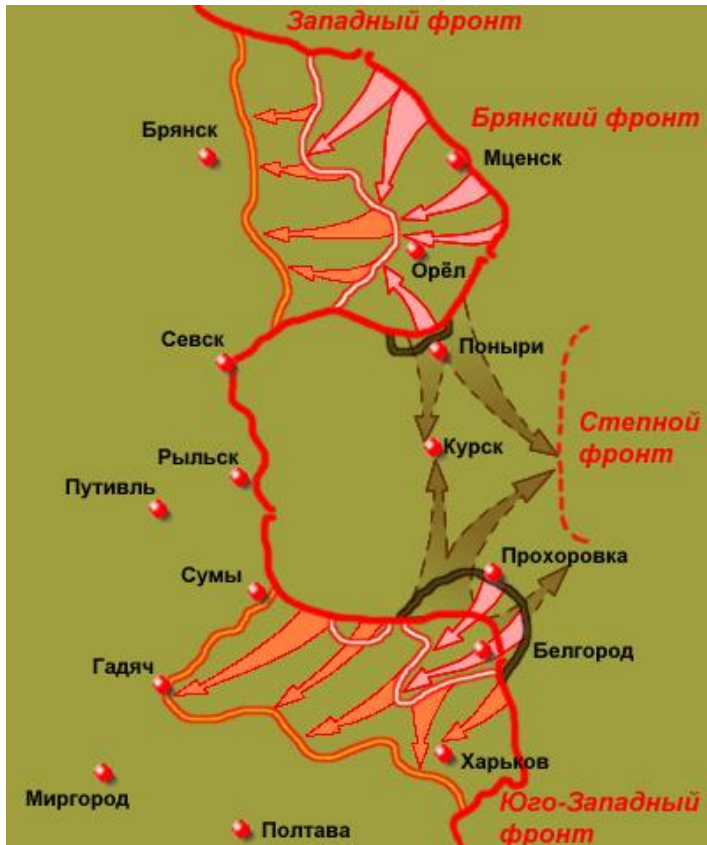 Западный фронт
Брянский фронт
Брянск
Мценск
Орёл
Севск
Поныри
Степной
фронт
Курск
Рыльск
Путивль
Прохоровка
Сумы
Белгород
Гадяч
Харьков
Миргород
Юго-Западный
фронт
Полтава